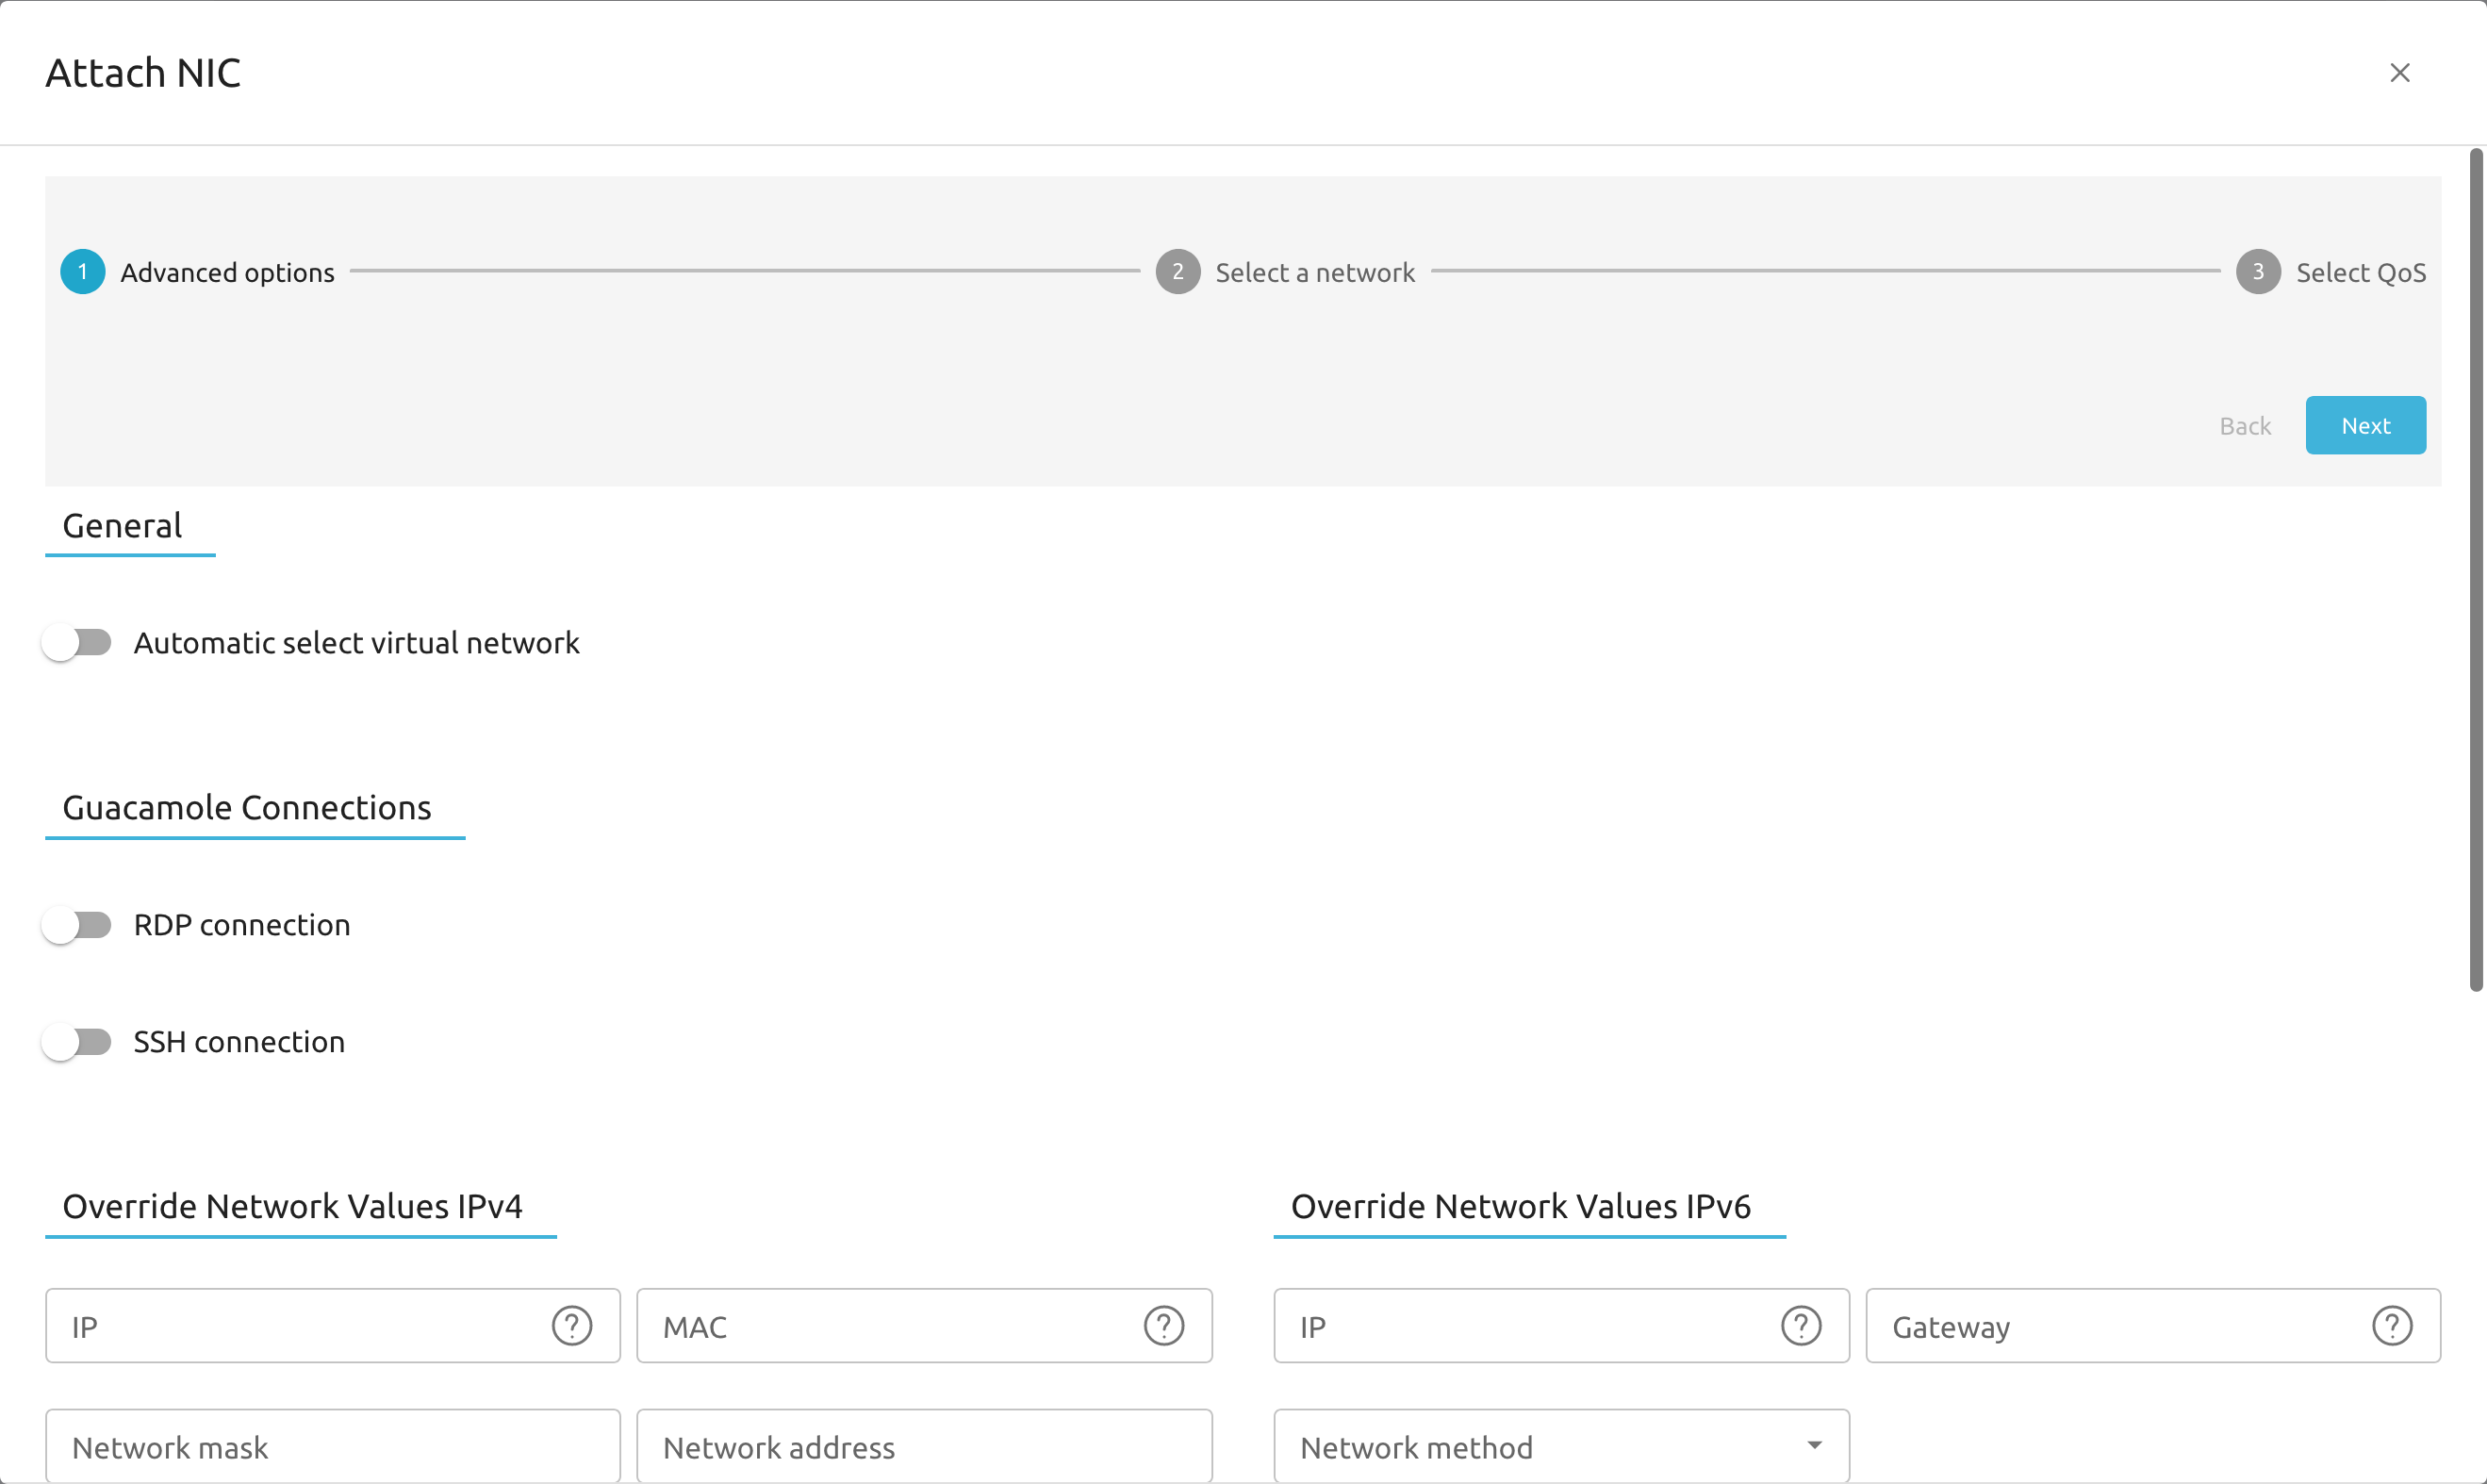 Attach NIC
1 Advanced options 2 Select a network 3 Select QoS
Back Next
General
Automatic select virtual network
Guacamole Connections
RDP connection
SSH connection
Override Network Values IPv4 Override Network Values IPv6
IP ? MAC ? IP ? Gateway ?
Network mask Network address Network method